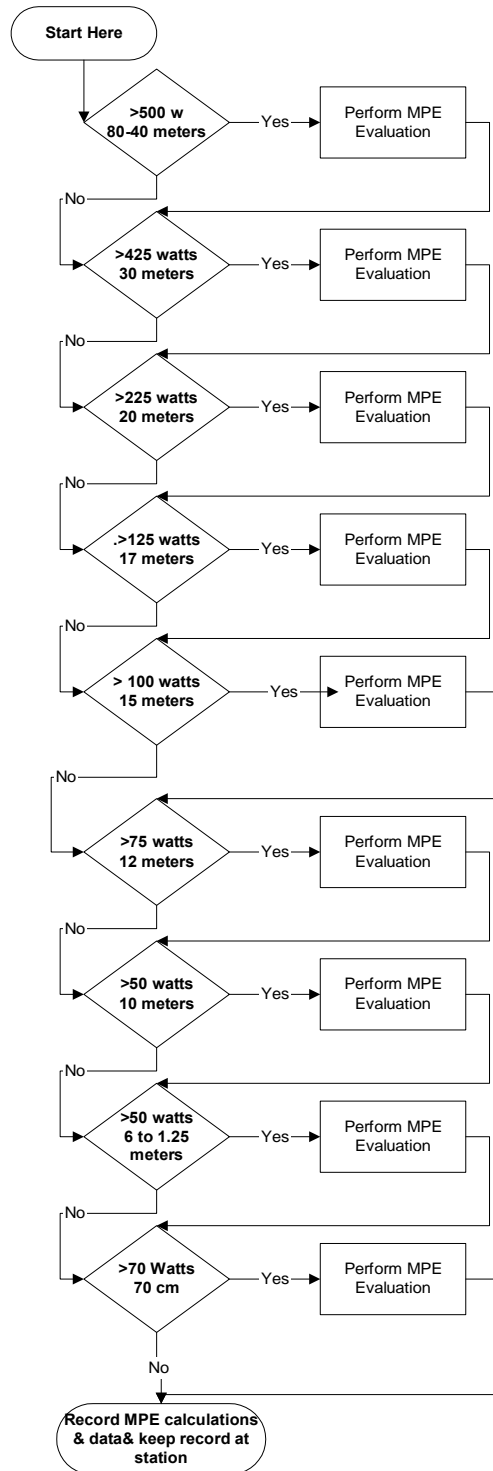 Start Here
>500 w
80-40 meters
Yes
Perform MPE
Evaluation
No
>425 watts
30 meters
Yes
Perform MPE
Evaluation
No
>225 watts
20 meters
Yes
Perform MPE
Evaluation
No
.>125 watts
17 meters
Yes
Perform MPE
Evaluation
No
> 100 watts
15 meters
Yes
Perform MPE
Evaluation
No
>75 watts
12 meters
Yes
Perform MPE
Evaluation
No
>50 watts
10 meters
Yes
Perform MPE
Evaluation
No
>50 watts
6 to 1.25
meters
Yes
Perform MPE
Evaluation
No
>70 Watts
70 cm
Yes
Perform MPE
Evaluation
No
Record MPE calculations
& data& keep record at
station